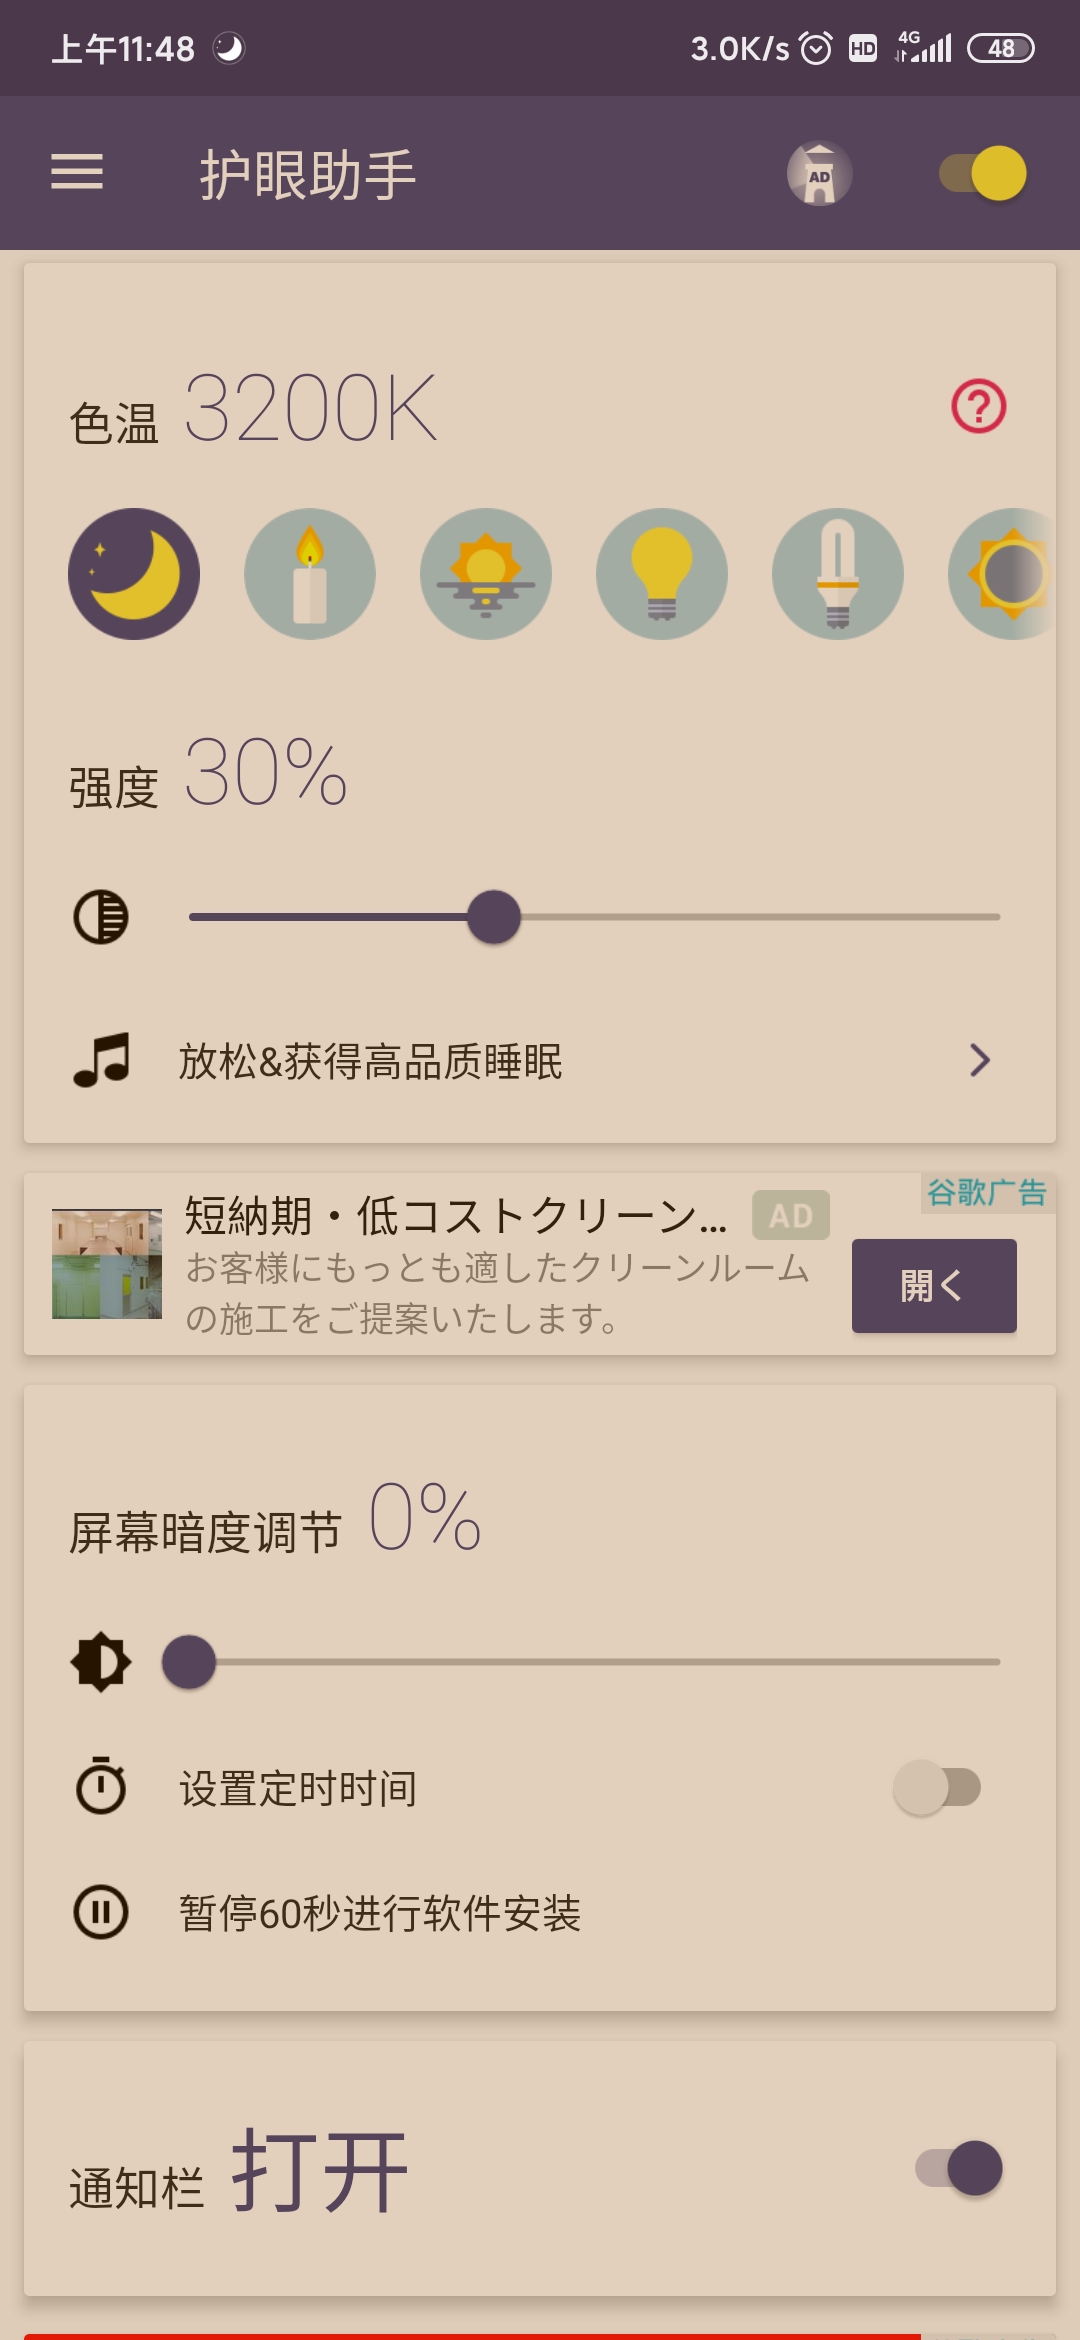 上午11:48
3.0K/s HD 4G 48
护眼助手
AD
色温 3200K
强度 30%
放松&获得高品质睡眠
短納期・低コストクリーン... AD
谷歌广告
お客様にもっとも適したクリーンルーム
の施工をご提案いたします。
開く
屏幕暗度调节 0%
设置定时时间
暂停60秒进行软件安装
通知栏 打开